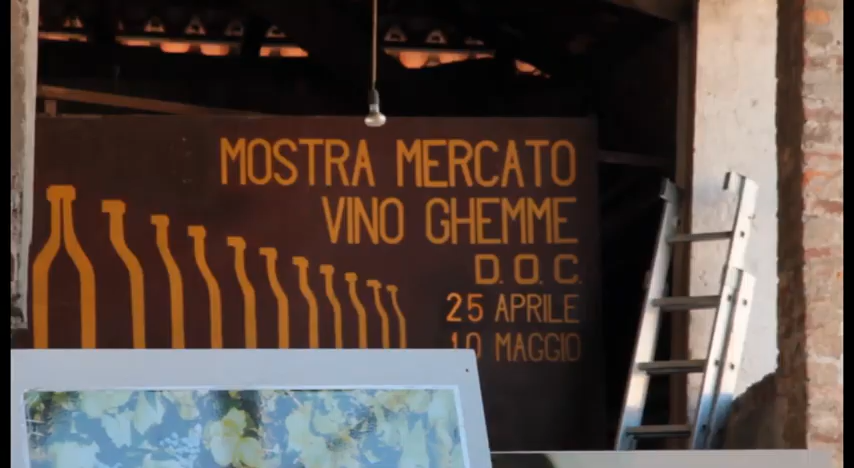 MOSTRA MERCATO
VINO GHEMME
D.O.C.
25 APRILE
10 MAGGIO